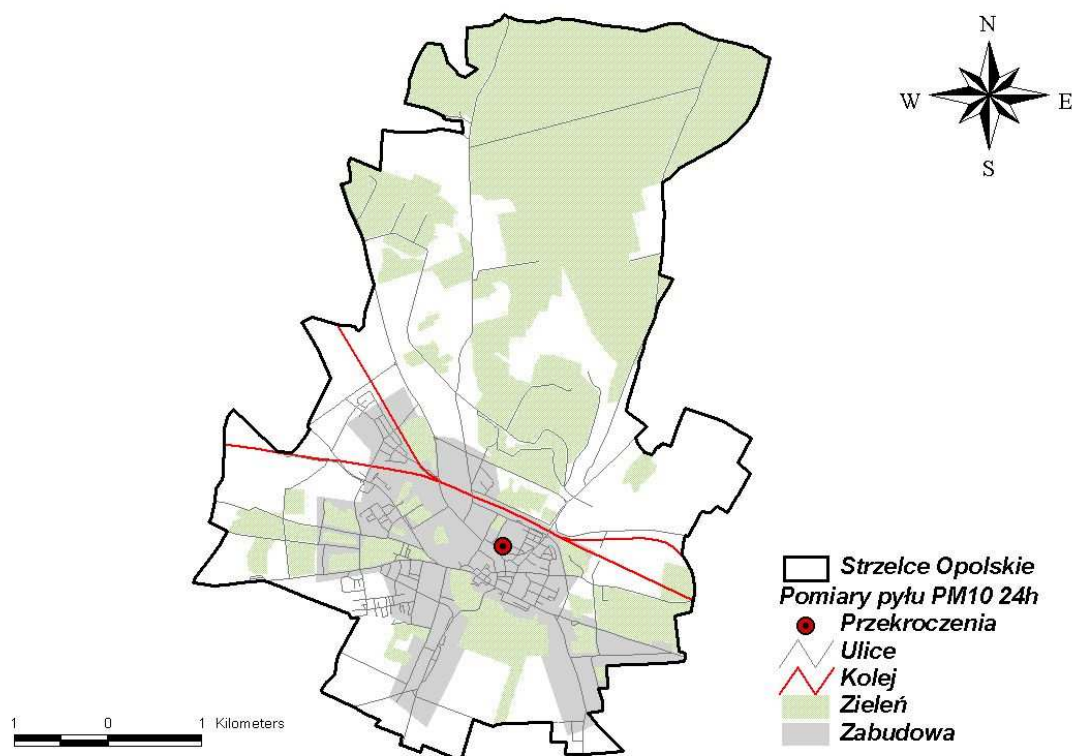 N
W E
S
Strzelce Opolskie
Pomiary pyłu PM10 24h
Przekroczenia
Ulice
Kolej
Zieleń
Zabudowa
1 0 1 Kilometers